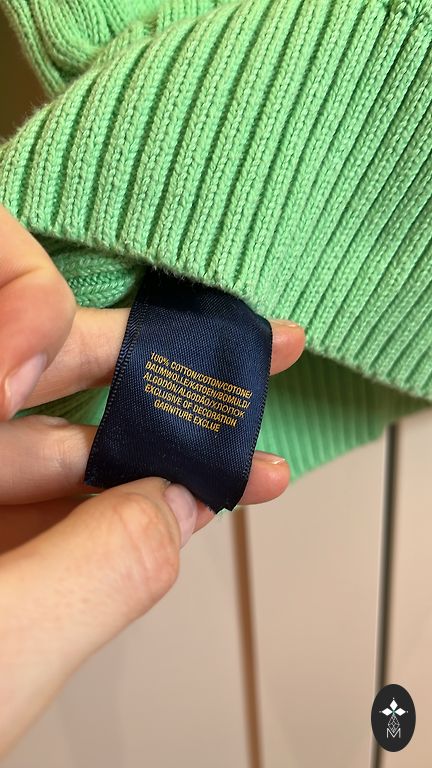 100% COTTON/COTON/COTONE/
BAUMWOLLE/KATOEN/BOMULD/
ALGODÓN/ALGODÃO/ХЛОПОК
EXCLUSIVE OF DECORATION
GARNITURE EXCLUE
M